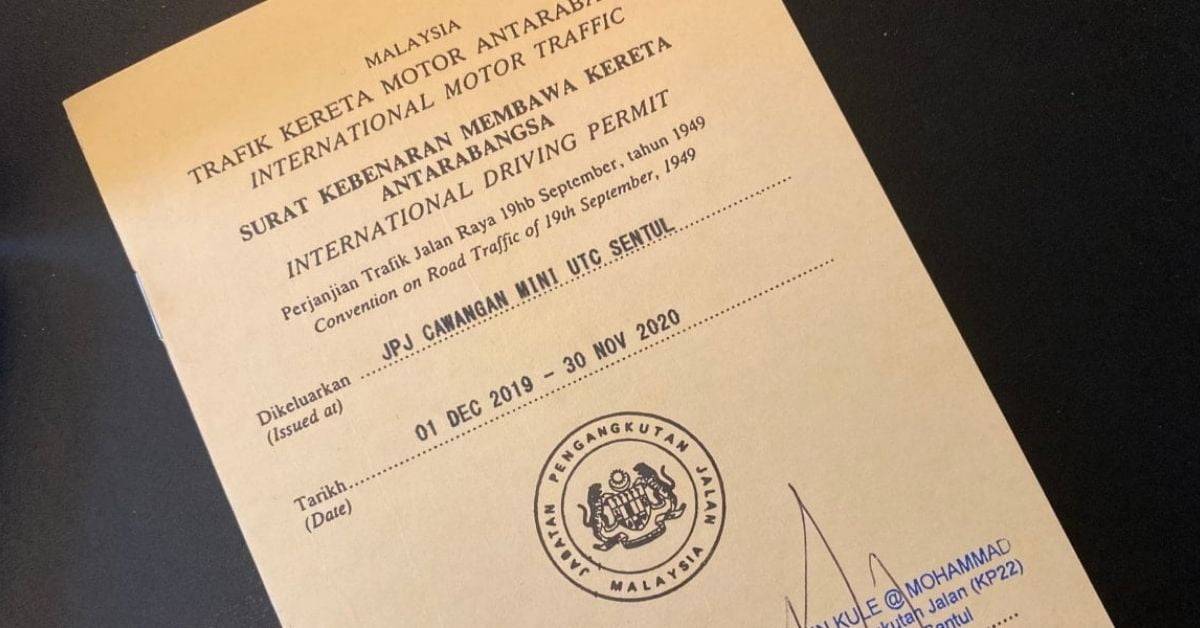 MALAYSIA
TRAFIK KERETA MOTOR ANTARABA
INTERNATIONAL MOTOR TRAFFIC
SURAT KEBENARAN MEMBAWA KERETA
ANTARABANGSA
INTERNATIONAL DRIVING PERMIT
Perjanjian Trafik Jalan Raya 19hb September, tahun 1949
Convention on Road Traffic of 19th September, 1949
Dikeluarkan JPJ CAWANGAN MINI UTC SENTUL
(Issued at)
Tarikh 01 DEC 2019 - 30 NOV 2020
(Date)
JABATAN PENGANGKUTAN JALAN
MALAYSIA
KULE @ MOHAMMAD
kutan Jalan (KP22)
entul